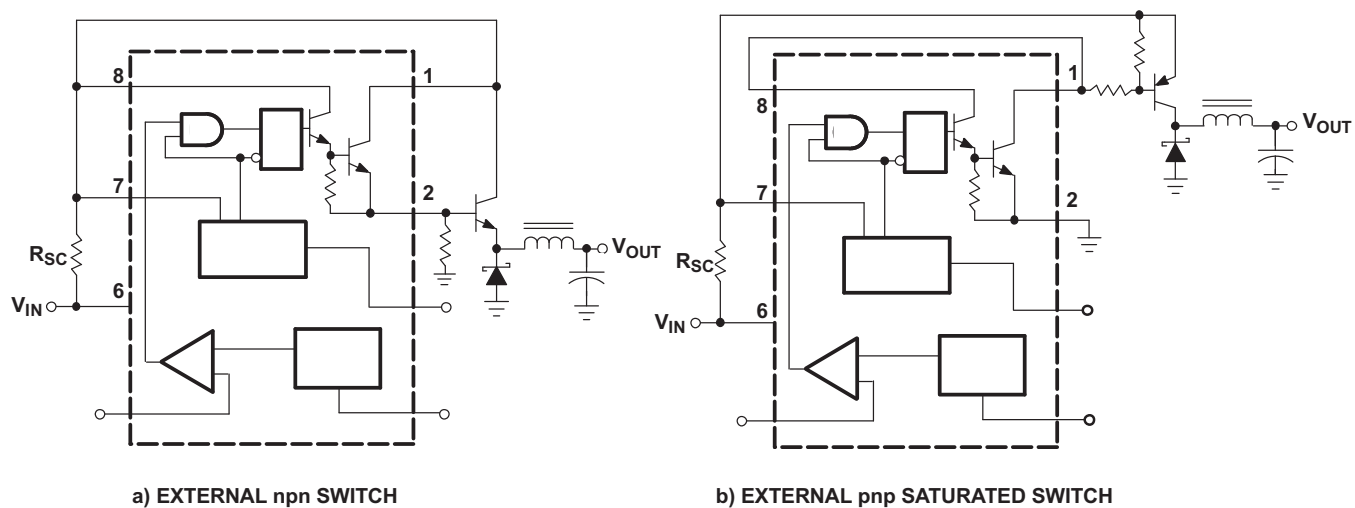 8
1
7
2
RSC
VIN
6
VOUT
a) EXTERNAL npn SWITCH
1
8
VOUT
7
2
RSC
VIN
6
b) EXTERNAL pnp SATURATED SWITCH